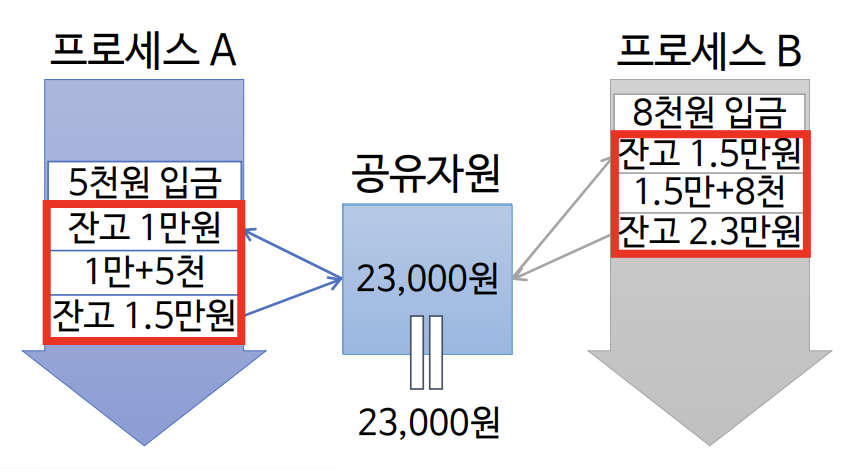 프로세스 A
5천원 입금
잔고 1만원
1만+5천
잔고 1.5만원
공유자원
23,000원
23,000원
프로세스 B
8천원 입금
잔고 1.5만원
1.5만+8천
잔고 2.3만원